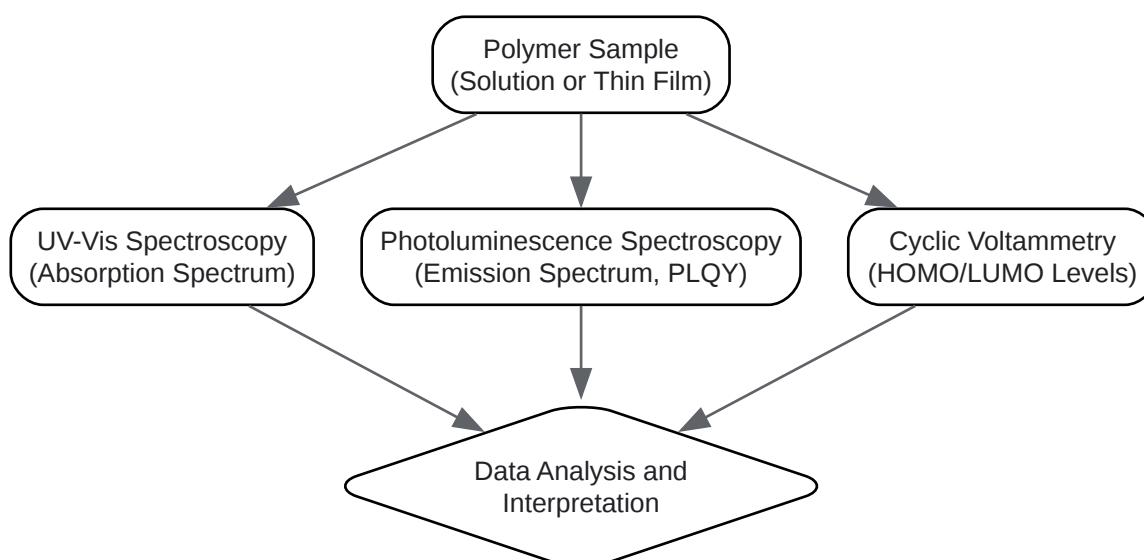 Polymer Sample
(Solution or Thin Film)
UV-Vis Spectroscopy
(Absorption Spectrum)
Photoluminescence Spectroscopy
(Emission Spectrum, PLQY)
Cyclic Voltammetry
(HOMO/LUMO Levels)
Data Analysis and
Interpretation